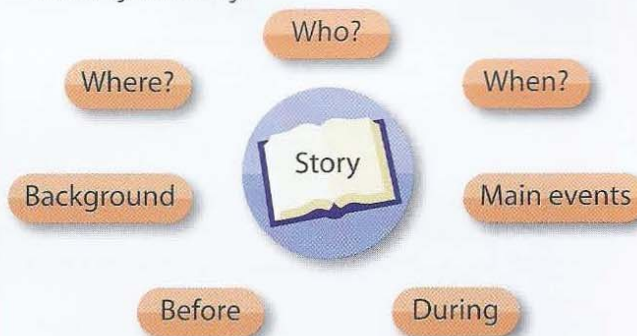 Who?
Where?
When?
Story
Background
Main events
Before
During